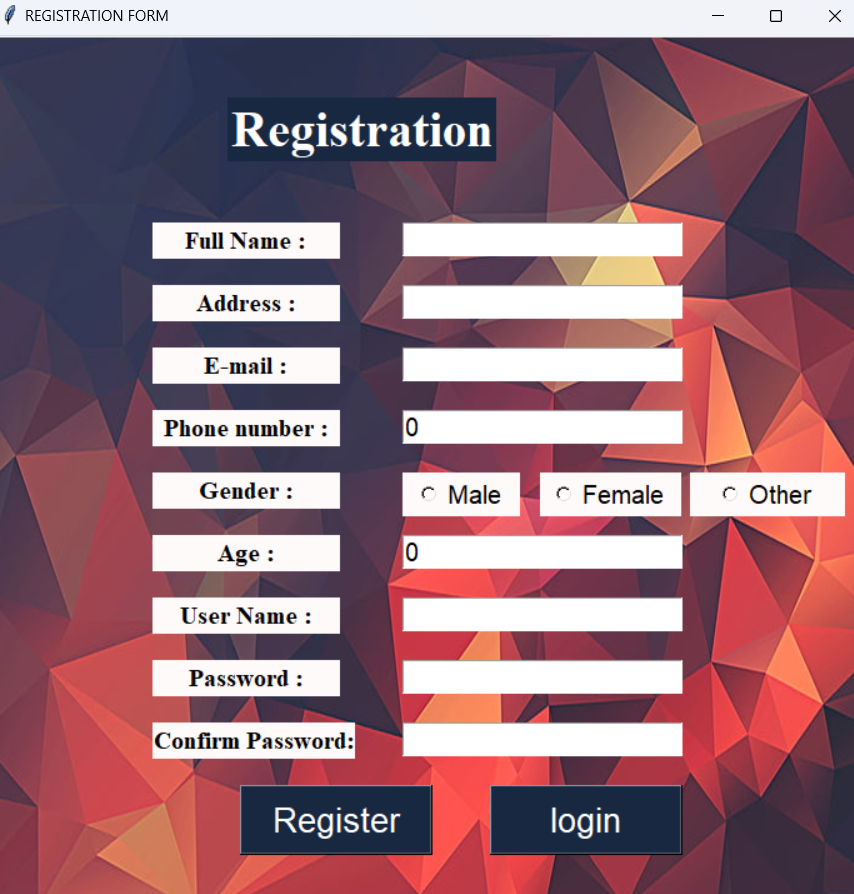 REGISTRATION FORM
Registration
Full Name :
Address :
E-mail :
Phone number : 0
Gender : Male Female Other
Age : 0
User Name :
Password :
Confirm Password:
Register login